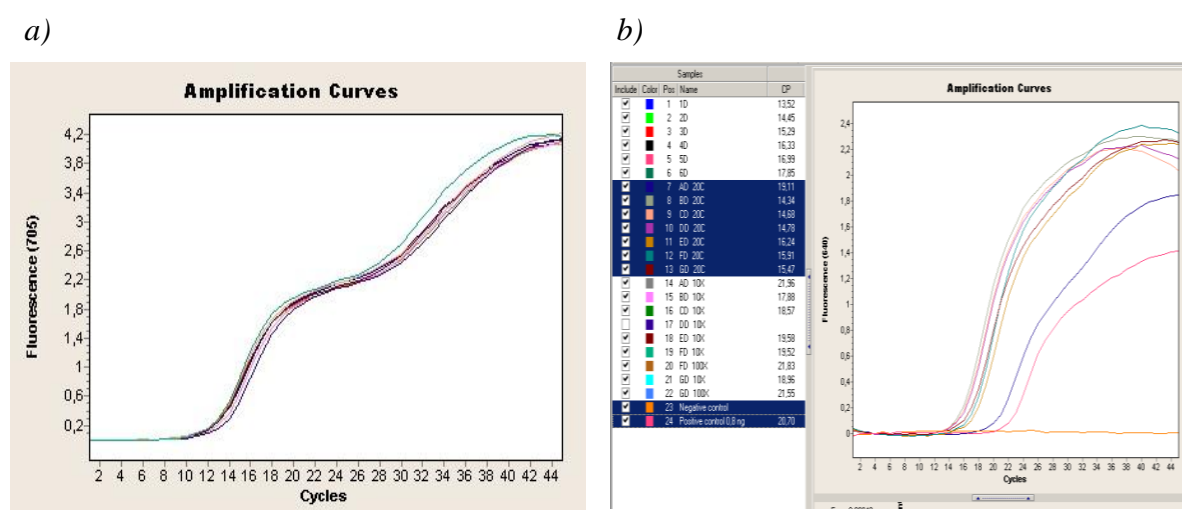 a)
b)
Amplification Curves
Fluorescence (705)
4,2
3,8
3,4
3
2,6
2,2
1,8
1,4
1
0,6
0,2
2 4 6 8 10 12 14 16 18 20 22 24 26 28 30 32 34 36 38 40 42 44
Cycles
Samples
Include Color Pos Name CP
1 1D 13,52
2 2D 14,45
3 3D 15,29
4 4D 16,33
5 5D 16,99
6 6D 17,85
7 AD 20C 19,11
8 BD 20C 14,34
9 CD 20C 14,68
10 DD 20C 14,78
11 ED 20C 16,24
12 FD 20C 15,91
13 GD 20C 15,47
14 AD 10X 21,96
15 BD 10X 17,88
16 CD 10X 18,57
17 DD 10X
18 ED 10X 19,58
19 FD 10X 19,52
20 FD 100X 21,83
21 GD 10X 18,96
22 GD 100X 21,55
23 Negative control
24 Positive control 0,8 ng 20,70
Amplification Curves
Fluorescence (640)
2,4
2,2
2
1,8
1,6
1,4
1,2
1
0,8
0,6
0,4
0,2
0
2 4 6 8 10 12 14 16 18 20 22 24 26 28 30 32 34 36 38 40 42 44
Cycles